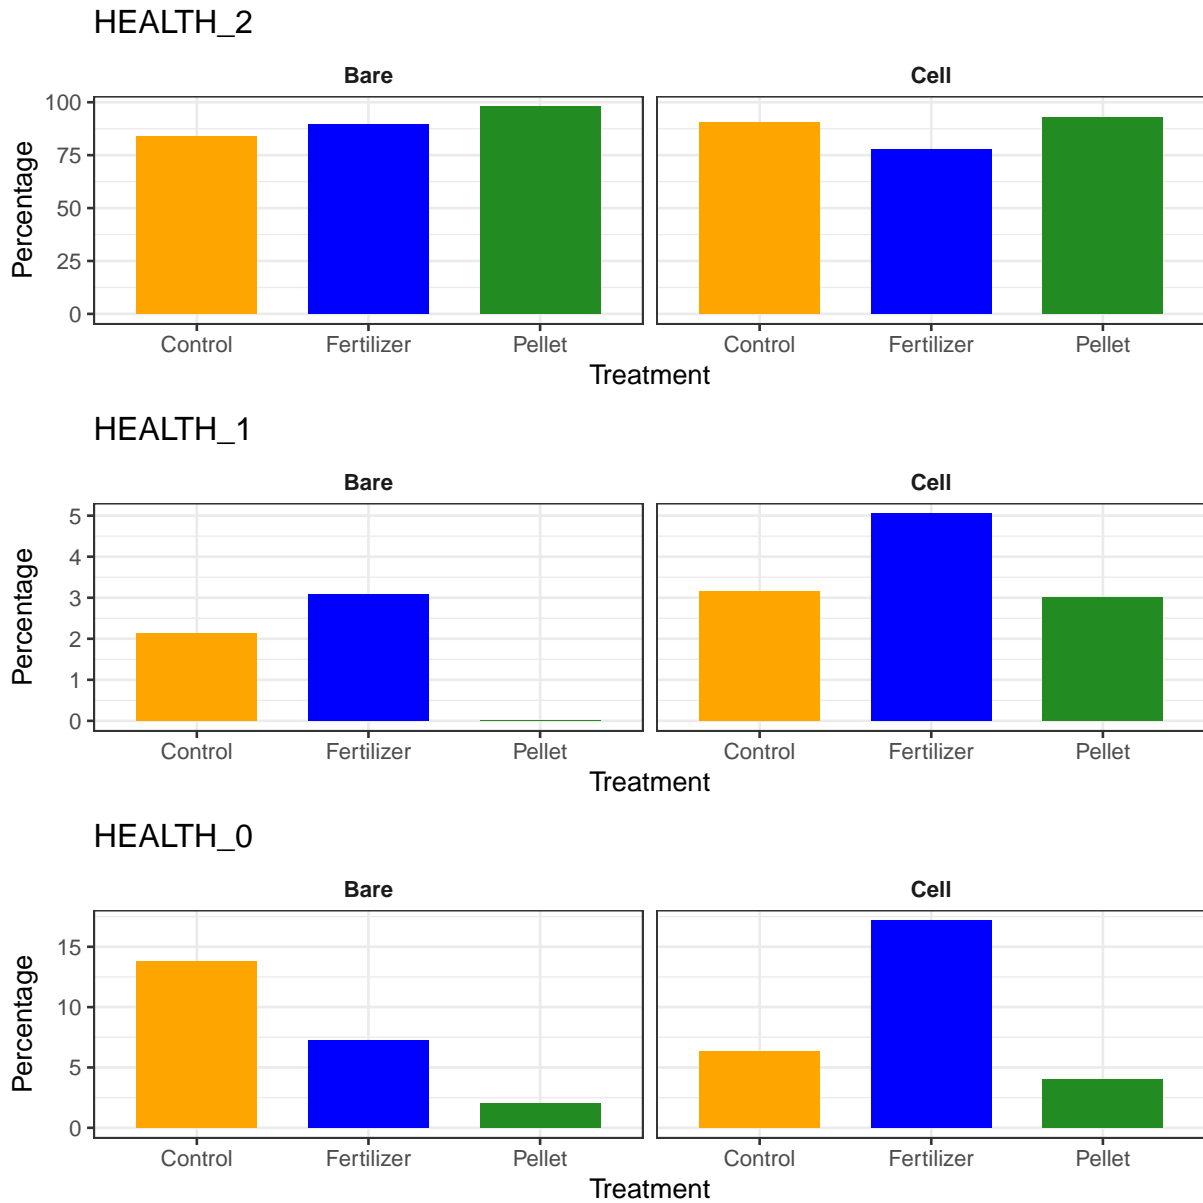 HEALTH_2
Bare Cell
Percentage
100
75
50
25
0
Control Fertilizer Pellet Control Fertilizer Pellet
Treatment
HEALTH_1
Bare Cell
Percentage
5
4
3
2
1
0
Control Fertilizer Pellet Control Fertilizer Pellet
Treatment
HEALTH_0
Bare Cell
Percentage
15
10
5
0
Control Fertilizer Pellet Control Fertilizer Pellet
Treatment